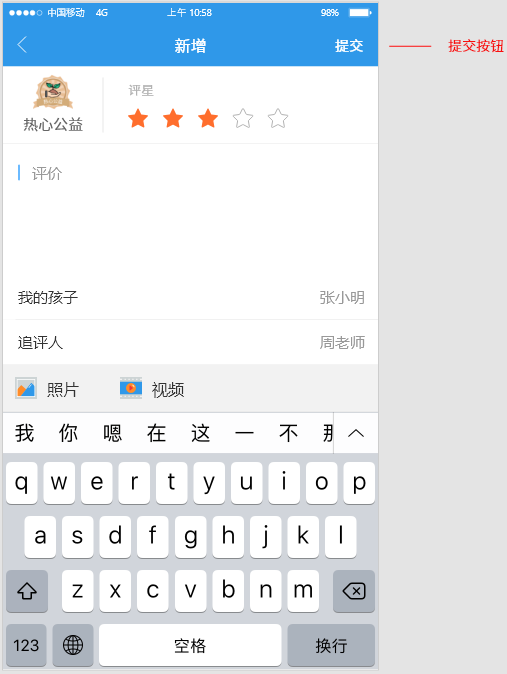 中国移动 4G 上午 10:58 98%
新增 提交 提交按钮
评星
热心公益
评价
我的孩子 张小明
追评人 周老师
照片 视频
我 你 嗯 在 这 一 不
q w e r t y u i o p
a s d f g h j k l
z x c v b n m
123 空格 换行